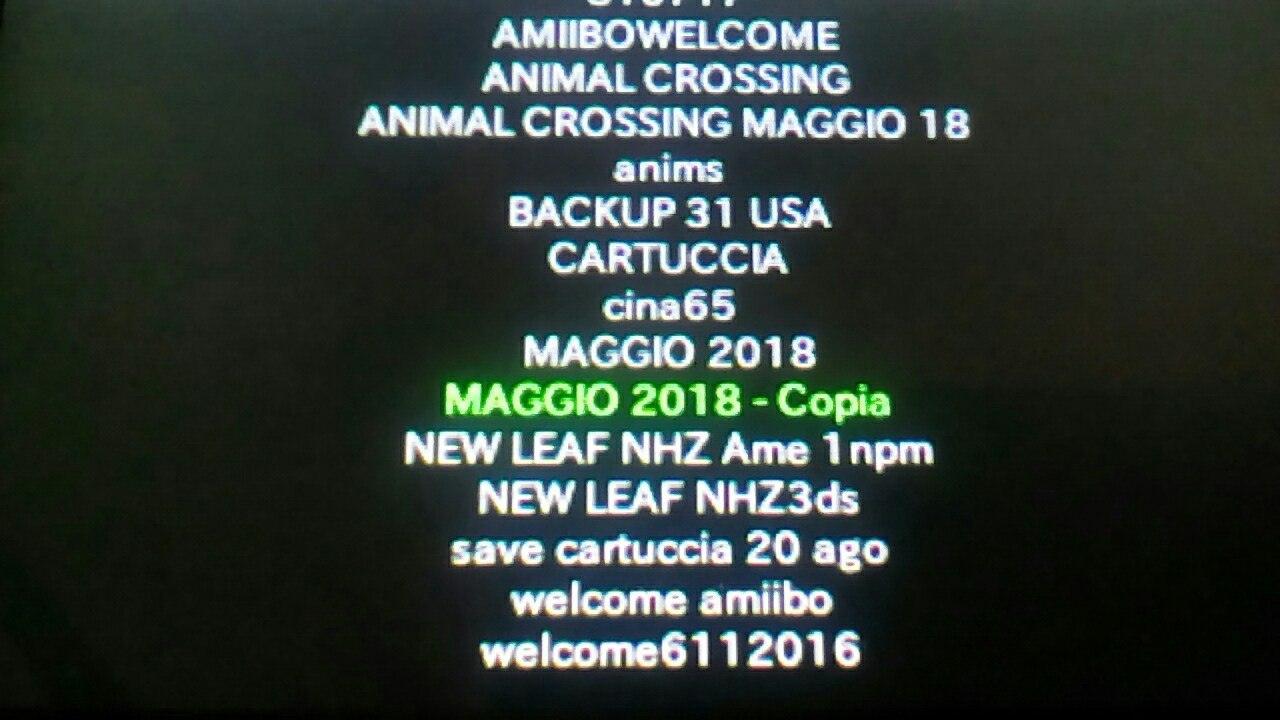 AMIIBOWELCOME
ANIMAL CROSSING
ANIMAL CROSSING MAGGIO 18
anims
BACKUP 31 USA
CARTUCCIA
cina65
MAGGIO 2018
MAGGIO 2018 - Copia
NEW LEAF NHZ Ame 1npm
NEW LEAF NHZ3ds
save cartuccia 20 ago
welcome amiibo
welcome6112016